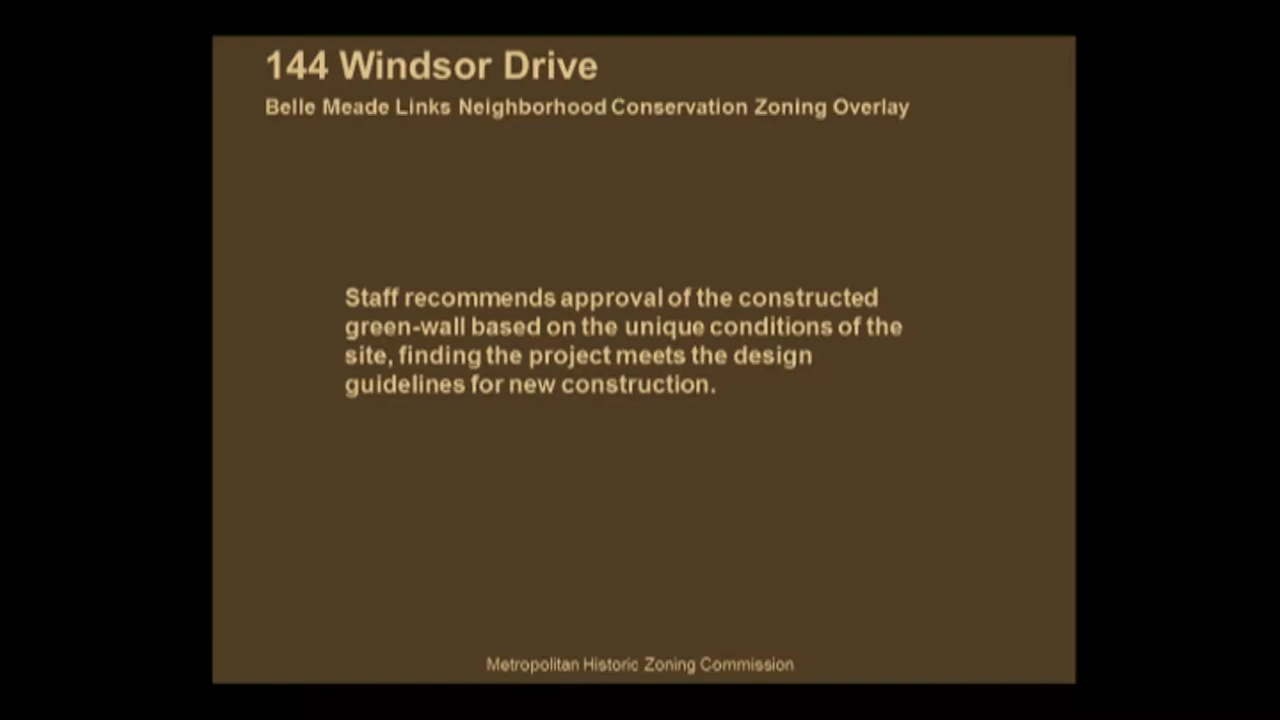 144 Windsor Drive
Belle Meade Links Neighborhood Conservation Zoning Overlay
Staff recommends approval of the constructed
green-wall based on the unique conditions of the
site, finding the project meets the design
guidelines for new construction.
Metropolitan Historic Zoning Commission